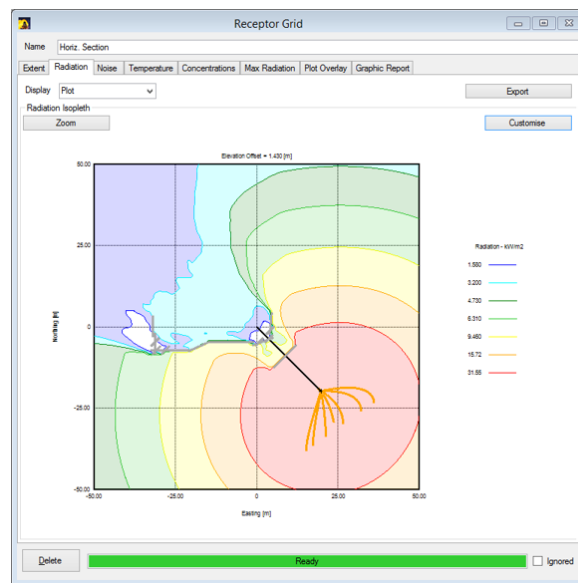 Receptor Grid
Name Horiz. Section
Extent Radiation Noise Temperature Concentrations Max Radiation Plot Overlay Graphic Report
Display Plot Export
Radiation Isopleth
Zoom Customise
Elevation Offset = 1.430 [m]
50.00
25.00
0
-25.00
-50.00
Northing [m]
-50.00 -25.00 0 25.00 50.00
Easting [m]
Radiation - kW/m2
1.580
3.200
4.730
6.310
9.460
15.72
31.55
Delete Ready Ignored